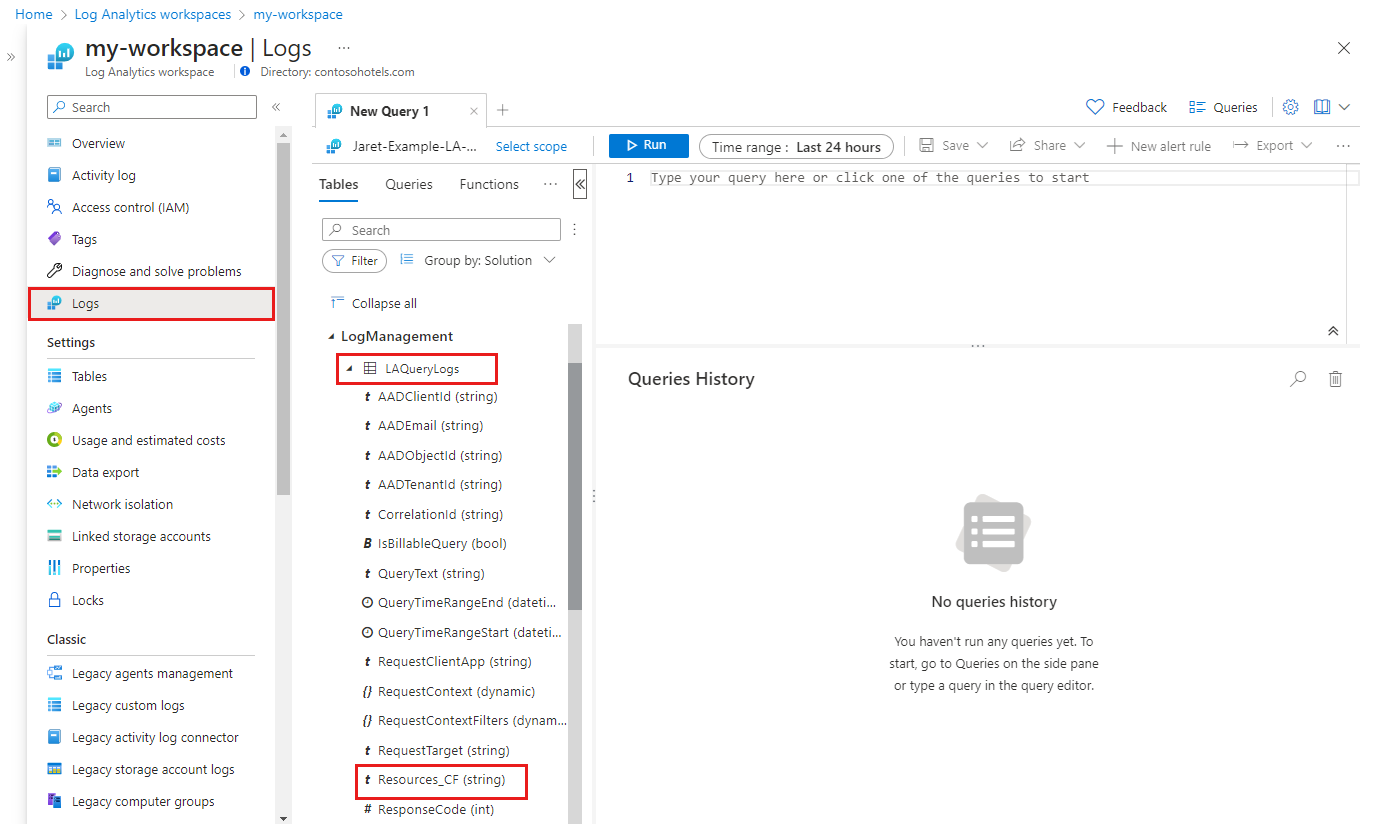 Home > Log Analytics workspaces > my-workspace
my-workspace | Logs ...
Log Analytics workspace Directory: contosohotels.com
Search
Overview
Activity log
Access control (IAM)
Tags
Diagnose and solve problems
Logs
Settings
Tables
Agents
Usage and estimated costs
Data export
Network isolation
Linked storage accounts
Properties
Locks
Classic
Legacy agents management
Legacy custom logs
Legacy activity log connector
Legacy storage account logs
Legacy computer groups
New Query 1
Feedback Queries
Jaret-Example-LA-... Select scope
Run Time range : Last 24 hours Save Share New alert rule Export ...
Tables Queries Functions ...
Search
Filter Group by: Solution
Collapse all
LogManagement
LAQueryLogs
t AADClientId (string)
t AADEmail (string)
t AADObjectId (string)
t AADTenantId (string)
t CorrelationId (string)
B IsBillableQuery (bool)
t QueryText (string)
QueryTimeRangeEnd (dateti...
QueryTimeRangeStart (dateti...
t RequestClientApp (string)
{} RequestContext (dynamic)
{} RequestContextFilters (dynam...
t RequestTarget (string)
t Resources_CF (string)
# ResponseCode (int)
1 Type your query here or click one of the queries to start
Queries History
No queries history
You haven't run any queries yet. To
start, go to Queries on the side pane
or type a query in the query editor.